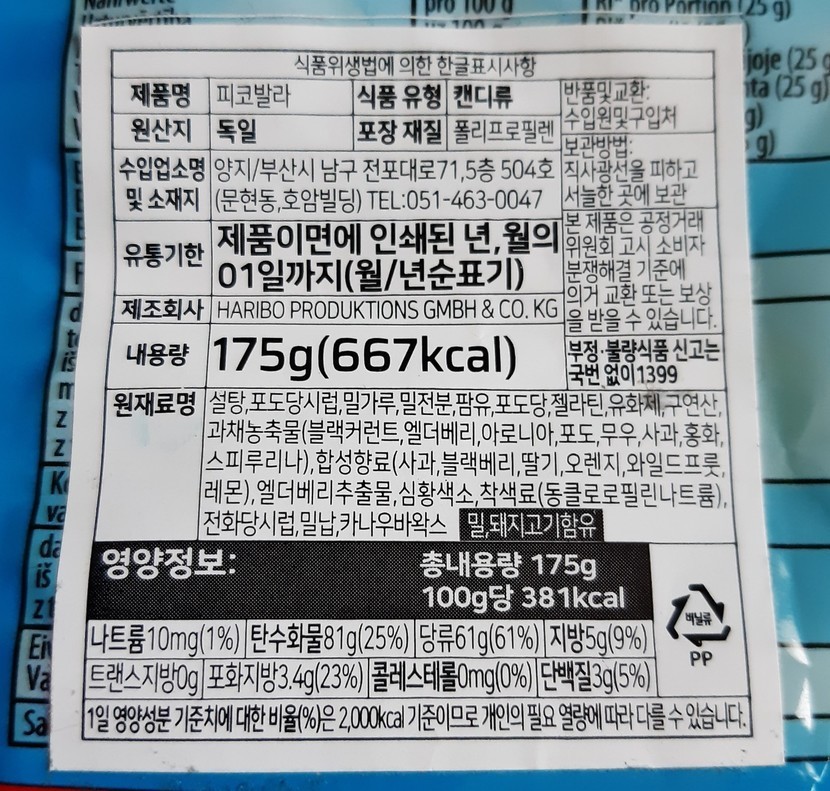 pro 100 g
pro Portion (25 g)
식품위생법에 의한 한글표시사항
제품명 피코발라 식품 유형 캔디류
원산지 독일 포장 재질 폴리프로필렌
반품및교환:
수입원및구입처
수입업소명 및 소재지
양지/부산시 남구 전포대로71,5층 504호
(문현동,호암빌딩) TEL:051-463-0047
보관방법:
직사광선을 피하고
서늘한 곳에 보관
유통기한
제품이면에 인쇄된 년,월의
01일까지(월/년순표기)
본 제품은 공정거래
위원회 고시 소비자
분쟁해결 기준에
의거 교환 또는 보상
을 받을 수 있습니다.
제조회사 HARIBO PRODUKTIONS GMBH & CO. KG
내용량 175g(667kcal)
부정·불량식품 신고는
국번 없이1399
원재료명 설탕,포도당시럽,밀가루,밀전분,팜유,포도당,젤라틴,유화제,구연산,
과채농축물(블랙커런트,엘더베리,아로니아,포도,무우,사과,홍화,
스피루리나),합성향료(사과,블랙베리,딸기,오렌지,와일드프룻,
레몬),엘더베리추출물,심황색소,착색료(동클로로필린나트륨),
전화당시럽,밀납,카나우바왁스 밀,돼지고기함유
영양정보: 총내용량 175g
100g당 381kcal
나트륨10mg(1%) 탄수화물81g(25%) 당류61g(61%) 지방5g(9%)
트랜스지방0g 포화지방3.4g(23%) 콜레스테롤0mg(0%) 단백질3g(5%)
1일 영양성분 기준치에 대한 비율(%)은 2,000kcal 기준이므로 개인의 필요 열량에 따라 다를 수 있습니다.
비닐류
PP